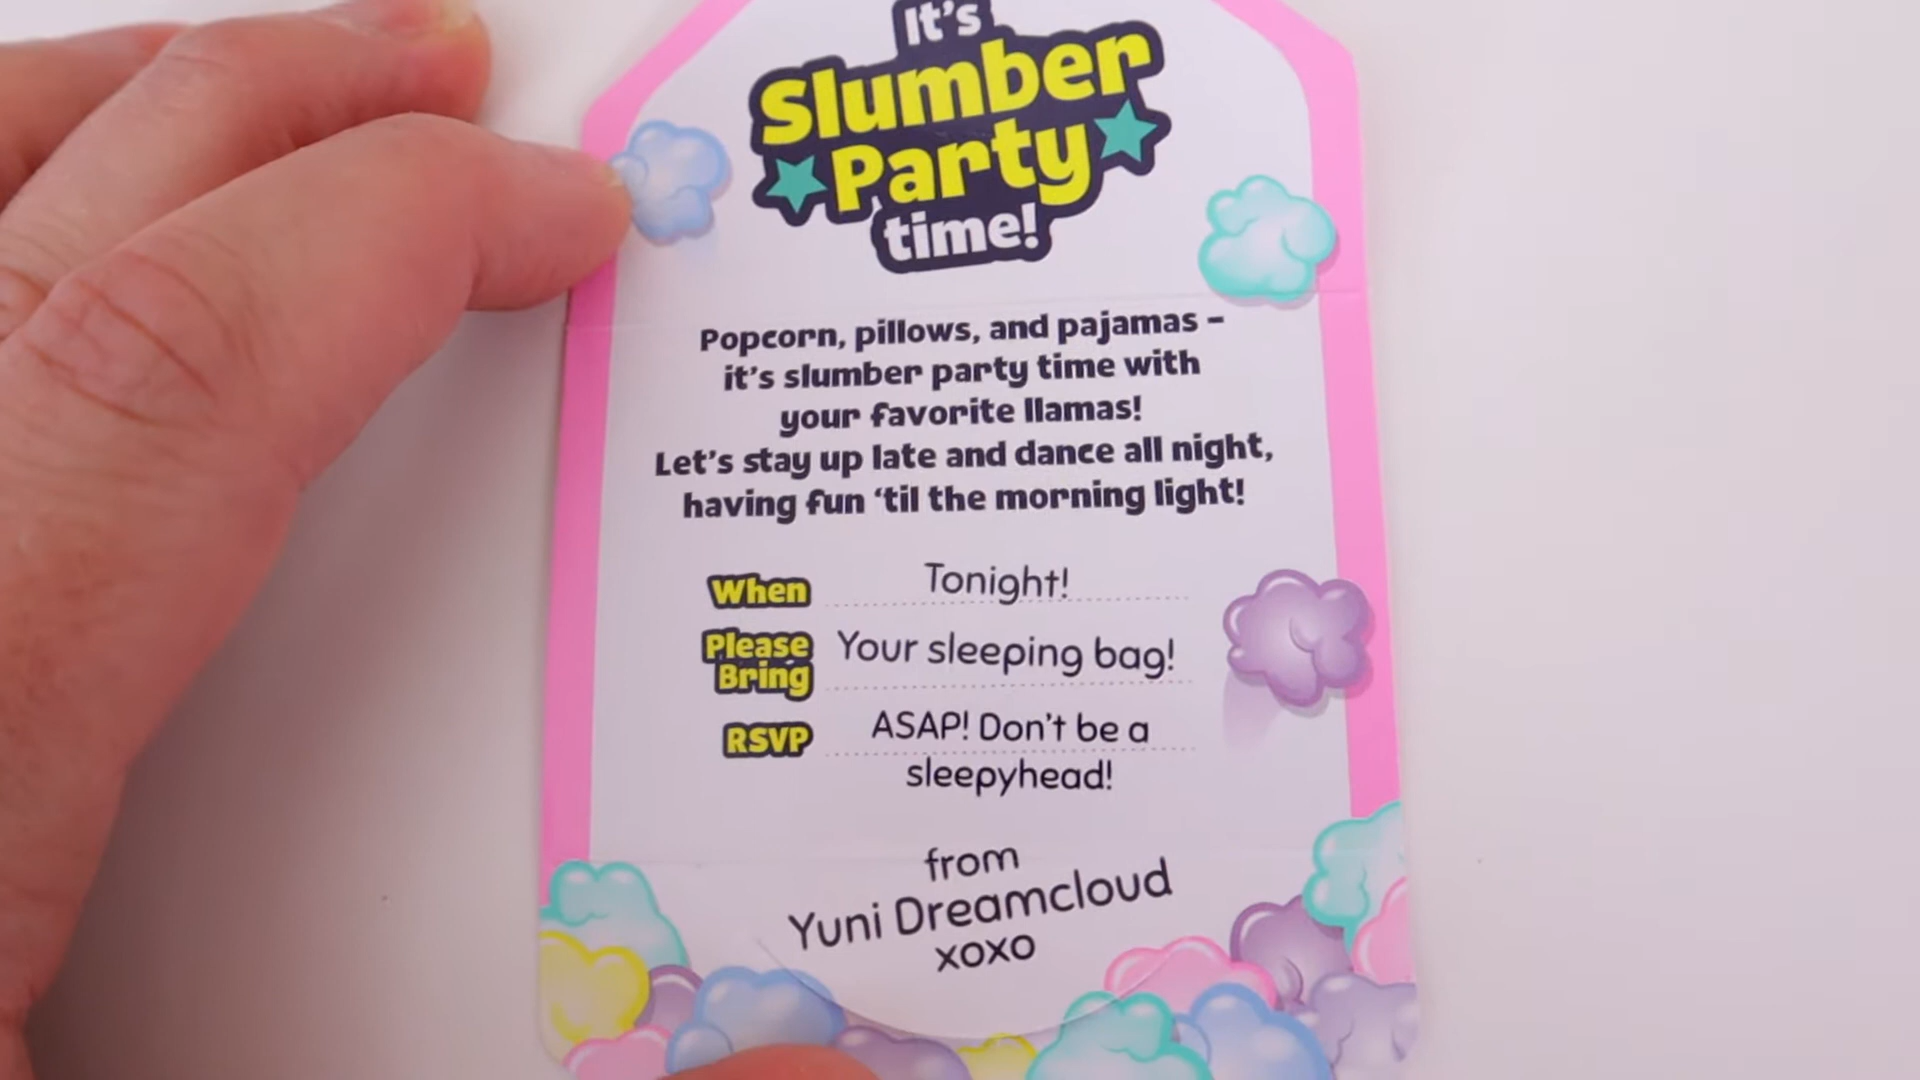 It's
Slumber
Party
time!
Popcorn, pillows, and pajamas –
it's slumber party time with
your favorite llamas!
Let's stay up late and dance all night,
having fun ‘til the morning light!
When Tonight!
Please Bring Your sleeping bag!
RSVP ASAP! Don't be a
sleepyhead!
from
Yuni Dreamcloud
xoxo